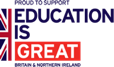 PROUD TO SUPPORT
EDUCATION
IS
GREAT
BRITAIN & NORTHERN IRELAND